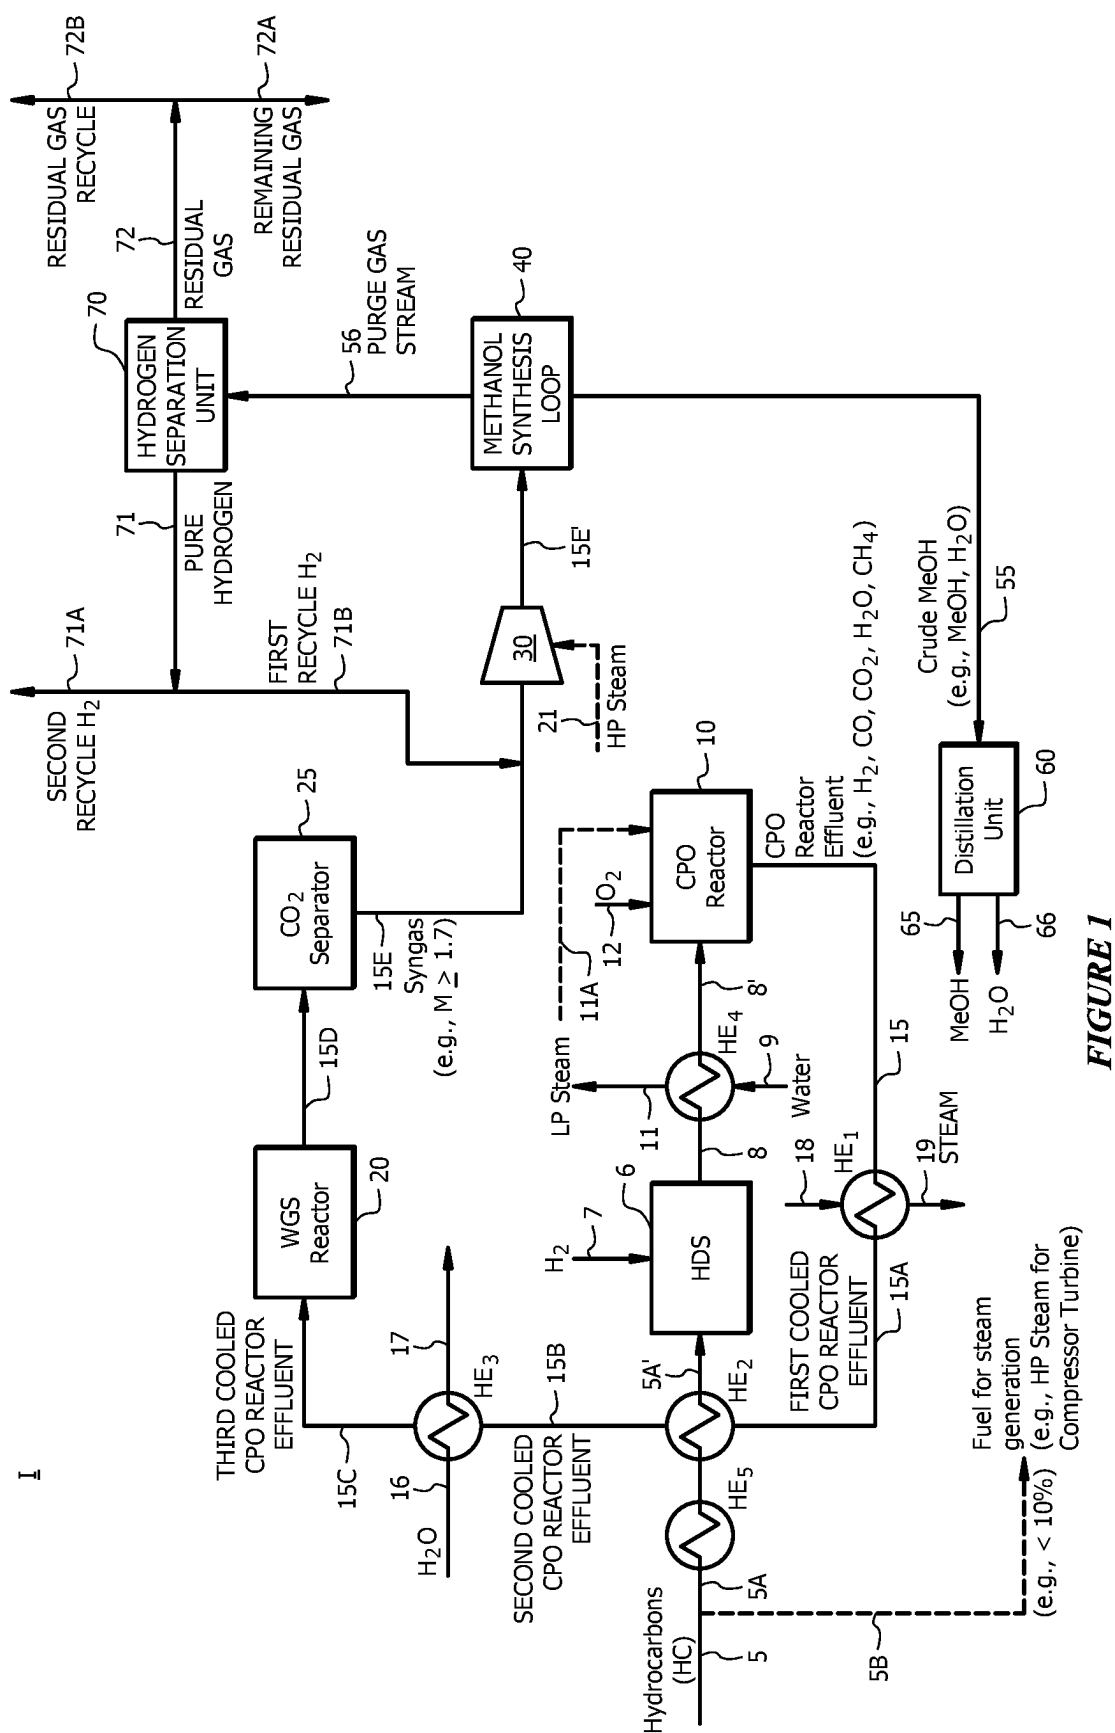 I
THIRD COOLED
CPO REACTOR
EFFLUENT
15C
WGS
Reactor
20
15D
CO2
Separator
25
15E
Syngas
(e.g., M ≥ 1.7)
SECOND
RECYCLE H2
71A
FIRST
RECYCLE H2
71B
71
PURE
HYDROGEN
HYDROGEN
SEPARATION
UNIT
70
72
RESIDUAL
GAS
RESIDUAL GAS
RECYCLE
72B
REMAINING
RESIDUAL GAS
72A
56
PURGE GAS
STREAM
H2O
16
17
HE3
SECOND COOLED
CPO REACTOR
EFFLUENT
15B
21
HP Steam
30
15E'
METHANOL
SYNTHESIS
LOOP
40
Hydrocarbons
(HC)
5
5A
HE5
HE2
5A'
H2
7
HDS
6
8
LP Steam
11
11A
HE4
9
Water
8'
12
O2
CPO
Reactor
10
CPO
Reactor
Effluent
(e.g., H2, CO, CO2, H2O, CH4)
FIRST COOLED
CPO REACTOR
EFFLUENT
15A
18
HE1
19
STEAM
15
5B
(e.g., < 10%)
Fuel for steam
generation
(e.g., HP Steam for
Compressor Turbine)
Crude MeOH
(e.g., MeOH, H2O)
55
Distillation
Unit
60
65
MeOH
66
H2O
FIGURE 1